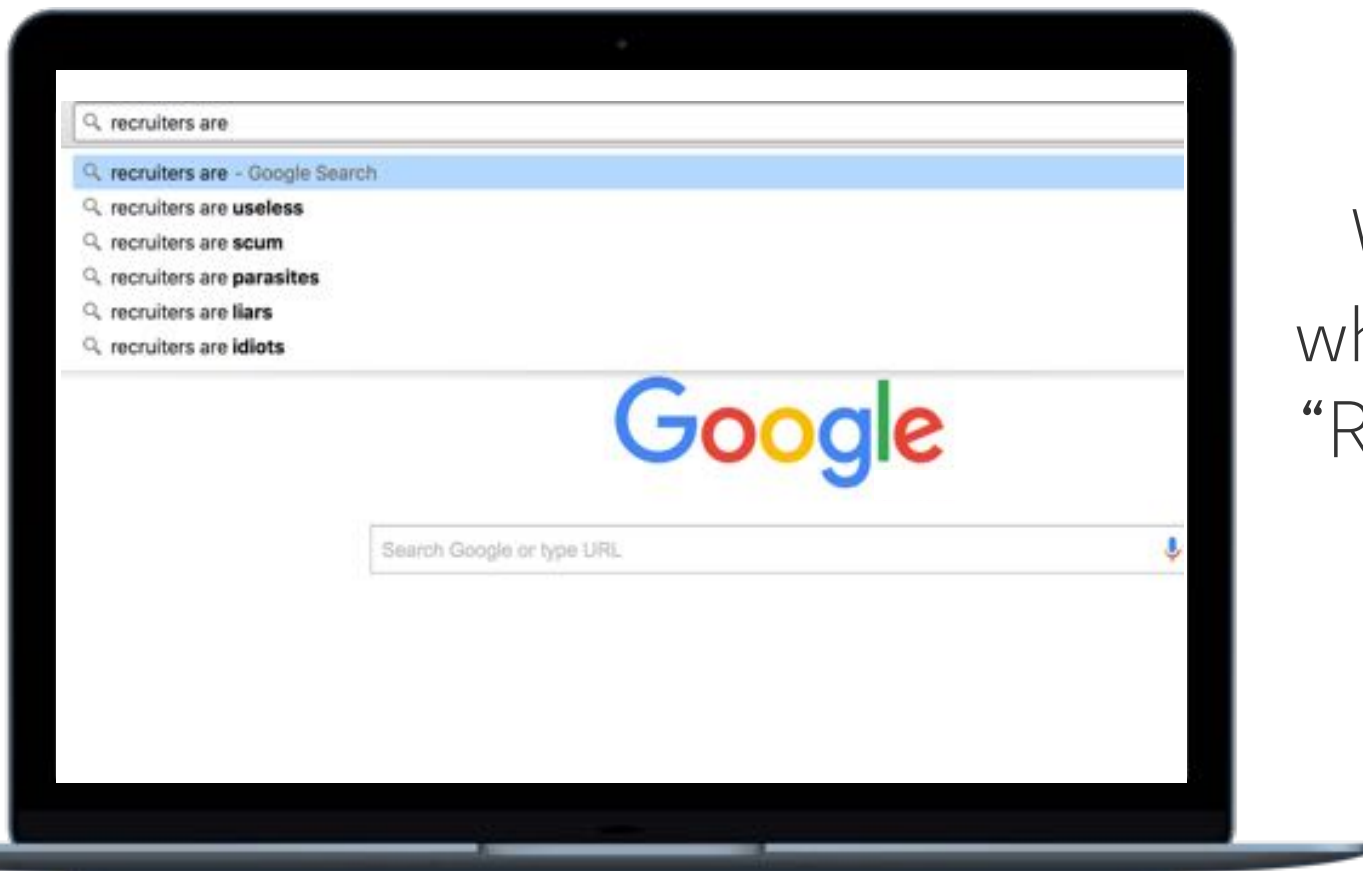 recruiters are
recruiters are - Google Search
recruiters are useless
recruiters are scum
recruiters are parasites
recruiters are liars
recruiters are idiots
Google
Search Google or type URL